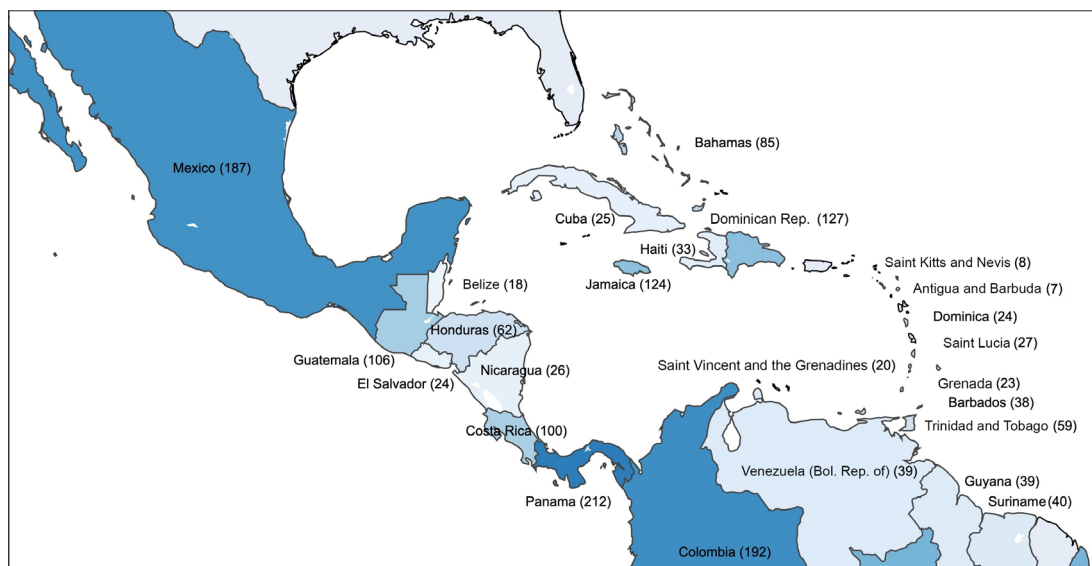 Bahamas (85)
Mexico (187)
Cuba (25)
Dominican Rep. (127)
Haiti (33)
Saint Kitts and Nevis (8)
Belize (18)
Jamaica (124)
Antigua and Barbuda (7)
Dominica (24)
Honduras (62)
Saint Lucia (27)
Guatemala (106)
Saint Vincent and the Grenadines (20)
Nicaragua (26)
El Salvador (24)
Grenada (23)
Barbados (38)
Trinidad and Tobago (59)
Costa Rica (100)
Venezuela (Bol. Rep. of) (39)
Guyana (39)
Panama (212)
Suriname (40)
Colombia (192)